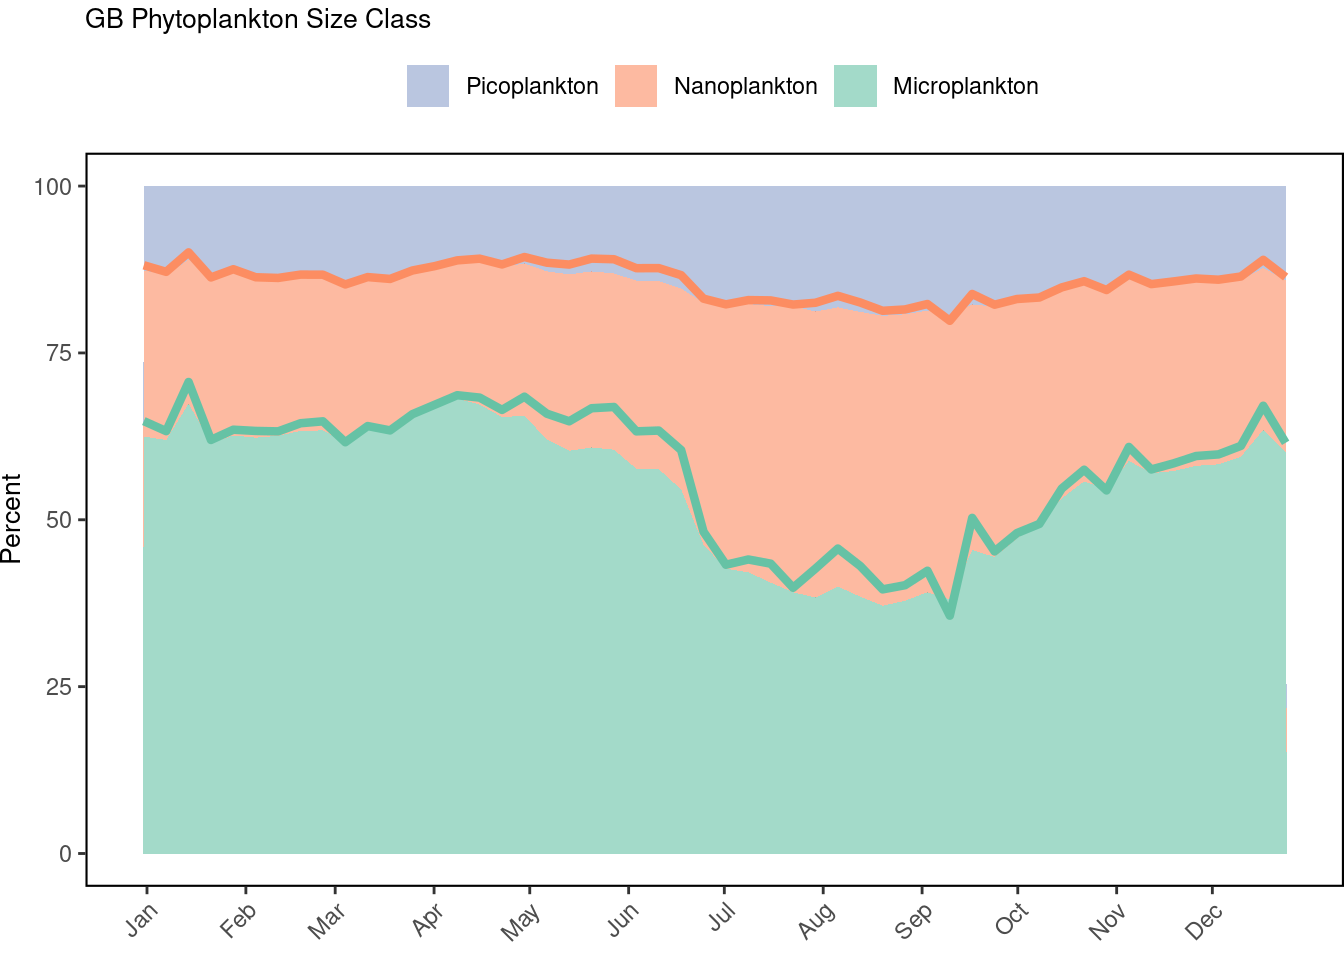 GB Phytoplankton Size Class
Picoplankton Nanoplankton Microplankton
Percent
100
75
50
25
0
Jan Feb Mar Apr May Jun Jul Aug Sep Oct Nov Dec